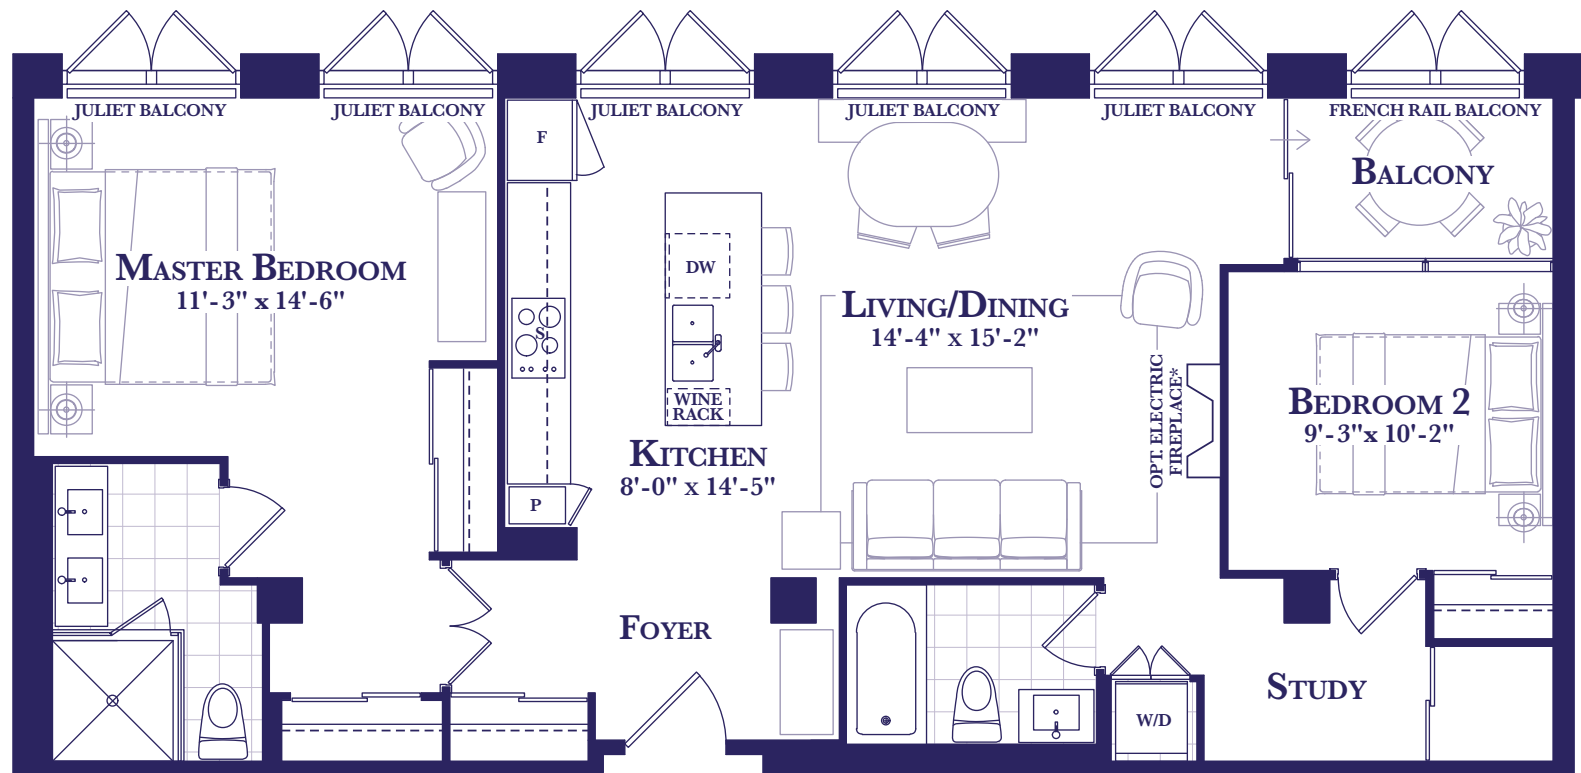 JULIET BALCONY
JULIET BALCONY
JULIET BALCONY
JULIET BALCONY
JULIET BALCONY
FRENCH RAIL BALCONY
F
BALCONY
MASTER BEDROOM
11'-3" x 14'-6"
DW
S
LIVING/DINING
14'-4" x 15'-2"
WINE
RACK
OPT. ELECTRIC
FIREPLACE*
BEDROOM 2
9'-3"x 10'-2"
KITCHEN
8'-0" x 14'-5"
P
FOYER
STUDY
W/D